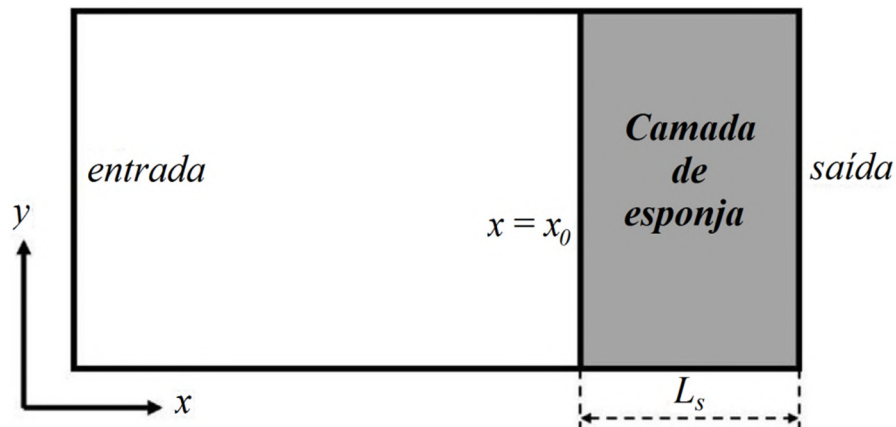 Camada
de
esponja
entrada
saída
y
x = x₀
x
Lₛ